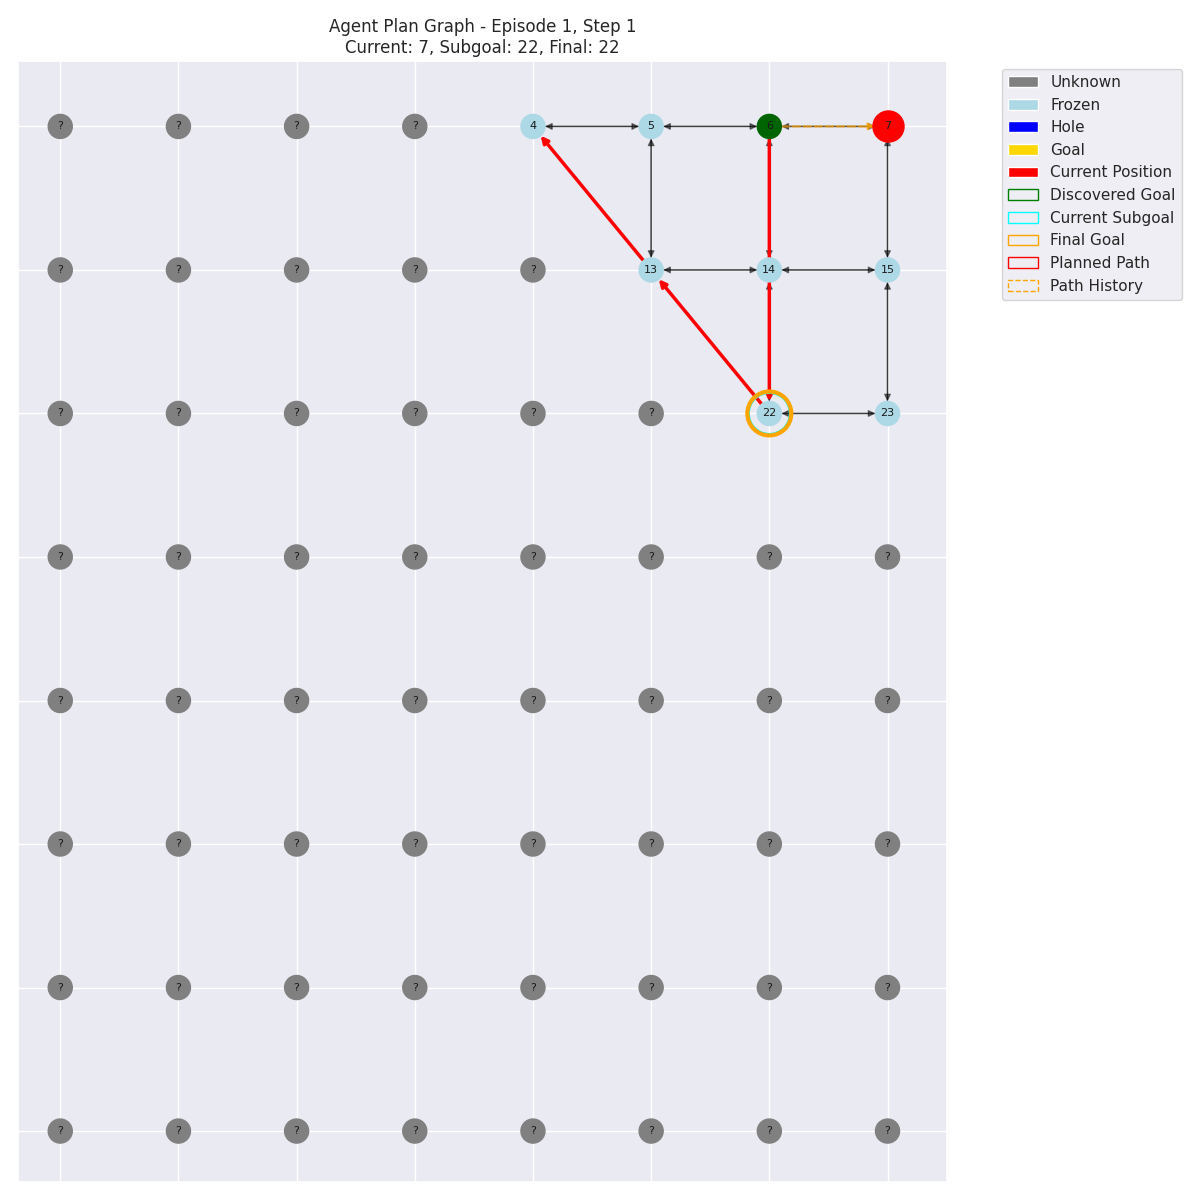 Agent Plan Graph - Episode 1, Step 1
Current: 7, Subgoal: 22, Final: 22
? ? ? ? 4 5 6 7
? ? ? ? ? 13 14 15
? ? ? ? ? ? 22 23
? ? ? ? ? ? ? ?
? ? ? ? ? ? ? ?
? ? ? ? ? ? ? ?
? ? ? ? ? ? ? ?
? ? ? ? ? ? ? ?
Unknown
Frozen
Hole
Goal
Current Position
Discovered Goal
Current Subgoal
Final Goal
Planned Path
Path History